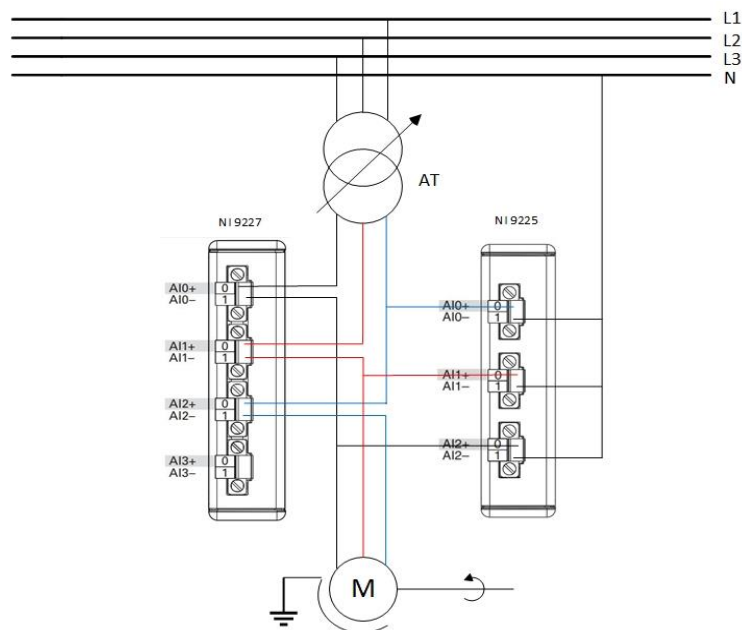 L1
L2
L3
N
AT
NI 9227
NI 9225
AI0+ 0
AI0– 1
AI1+ 0
AI1– 1
AI2+ 0
AI2– 1
AI3+ 0
AI3– 1
AI0+ 0
AI0– 1
AI1+ 0
AI1– 1
AI2+ 0
AI2– 1
M